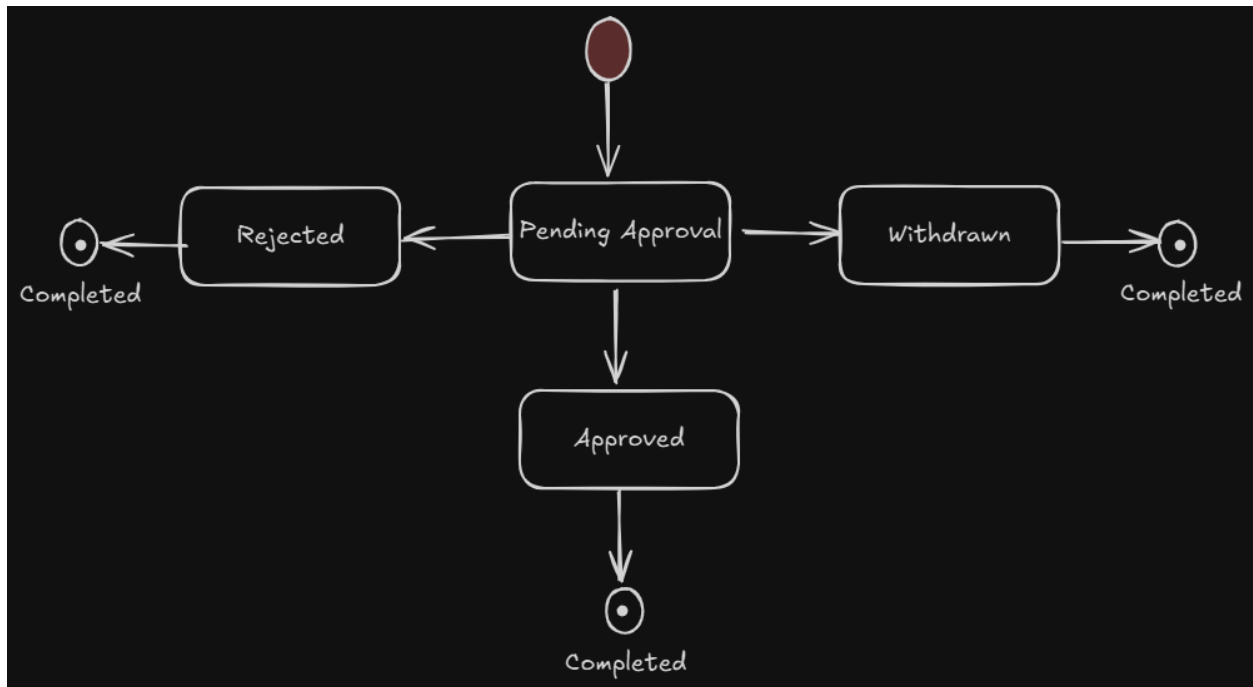 Rejected
Pending Approval
Withdrawn
Completed
Completed
Approved
Completed